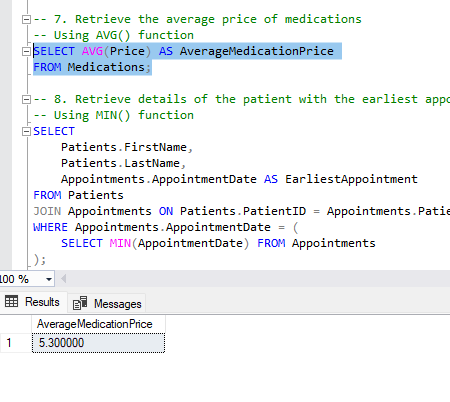 -- 7. Retrieve the average price of medications
-- Using AVG() function
SELECT AVG(Price) AS AverageMedicationPrice
FROM Medications;
-- 8. Retrieve details of the patient with the earliest appo
-- Using MIN() function
SELECT
Patients.FirstName,
Patients.LastName,
Appointments.AppointmentDate AS EarliestAppointment
FROM Patients
JOIN Appointments ON Patients.PatientID = Appointments.Patie
WHERE Appointments.AppointmentDate = (
SELECT MIN(AppointmentDate) FROM Appointments
);
100 %
Results Messages
AverageMedicationPrice
1 5.300000